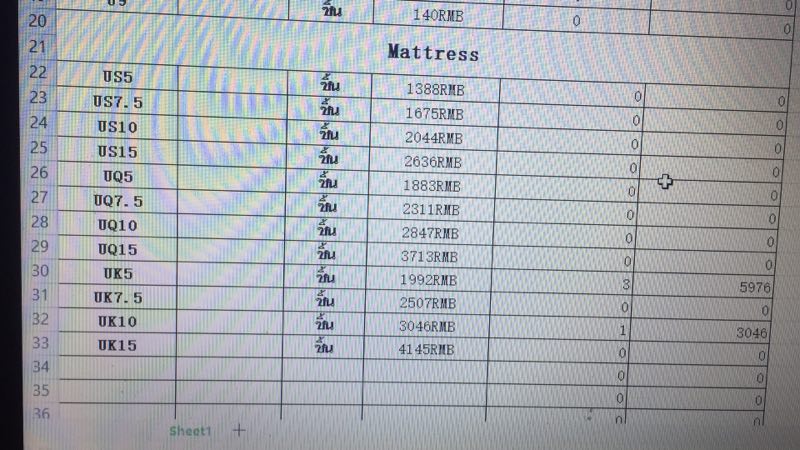 20 ชิ้น 140RMB 0 0
21 Mattress
22 US5 ชิ้น 1388RMB 0 0
23 US7.5 ชิ้น 1675RMB 0 0
24 US10 ชิ้น 2044RMB 0 0
25 US15 ชิ้น 2636RMB 0 0
26 UQ5 ชิ้น 1883RMB 0 0
27 UQ7.5 ชิ้น 2311RMB 0 0
28 UQ10 ชิ้น 2847RMB 0 0
29 UQ15 ชิ้น 3713RMB 0 0
30 UK5 ชิ้น 1992RMB 3 5976
31 UK7.5 ชิ้น 2507RMB 0 0
32 UK10 ชิ้น 3046RMB 1 3046
33 UK15 ชิ้น 4145RMB 0 0
34 0 0
35 0 0
36
Sheet1 +